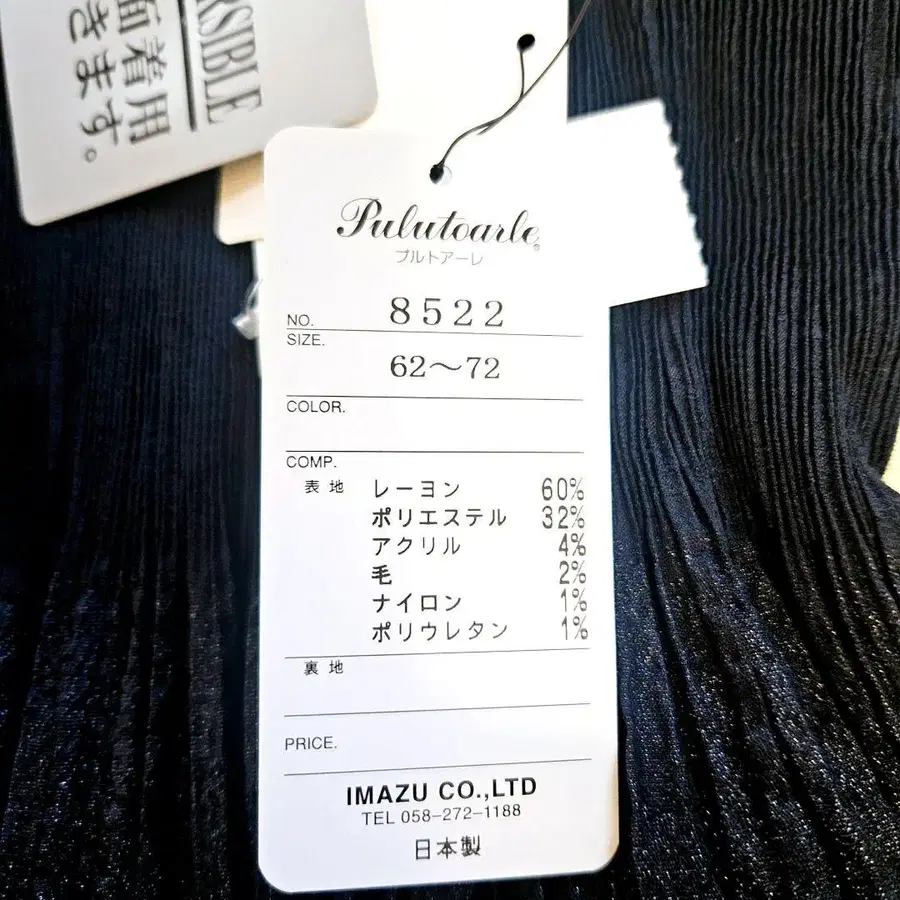 RSIBLE
面着用
きます。
Pulutoarle
プルトアーレ
NO. 8522
SIZE. 62～72
COLOR.
COMP.
表地 レーヨン 60%
ポリエステル 32%
アクリル 4%
毛 2%
ナイロン 1%
ポリウレタン 1%
裏地
PRICE.
IMAZU CO.,LTD
TEL 058-272-1188
日本製